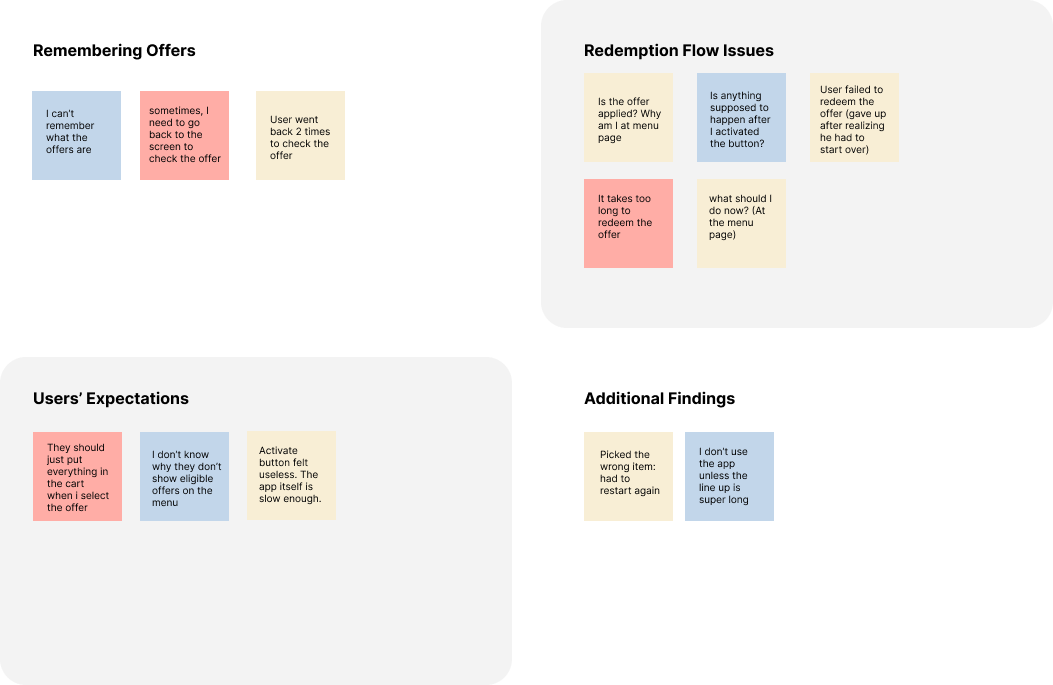 Remembering Offers
I can't
remember
what the
offers are
sometimes, I
need to go
back to the
screen to
check the offer
User went
back 2 times
to check the
offer
Redemption Flow Issues
Is the offer
applied? Why
am I at menu
page
Is anything
supposed to
happen after
I activated
the button?
User failed to
redeem the
offer (gave up
after realizing
he had to
start over)
It takes too
long to
redeem the
offer
what should I
do now? (At
the menu
page)
Users' Expectations
They should
just put
everything in
the cart
when i select
the offer
I don't know
why they don't
show eligible
offers on the
menu
Activate
button felt
useless. The
app itself is
slow enough.
Additional Findings
Picked the
wrong item:
had to
restart again
I don't use
the app
unless the
line up is
super long